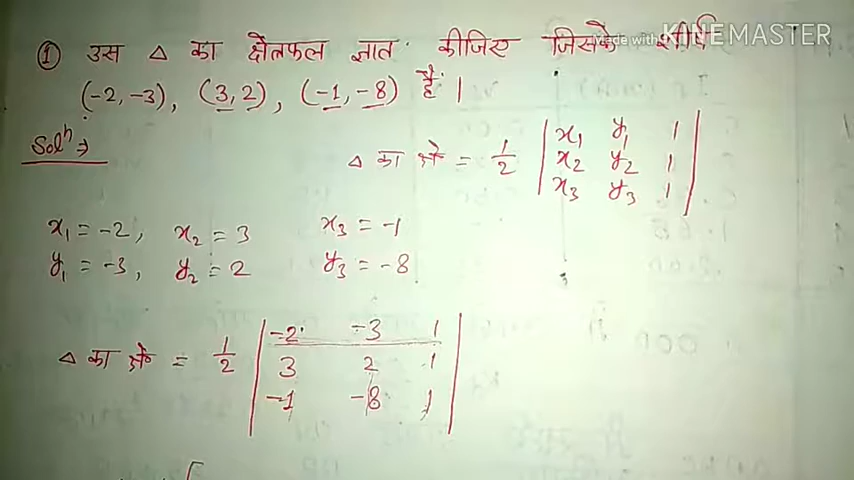 Made with KINEMASTER
① उस △ का क्षेत्रफल ज्ञात कीजिए जिसके शीर्ष
(-2, -3), (3, 2), (-1, -8) हैं ।
Solⁿ ⇒
△ का क्षे० = 1/2 | x₁ y₁ 1 |
| x₂ y₂ 1 |
| x₃ y₃ 1 |
x₁ = -2, x₂ = 3 x₃ = -1
y₁ = -3, y₂ = 2 y₃ = -8
△ का क्षे० = 1/2 | -2 -3 1 |
| 3 2 1 |
| -1 -8 1 |